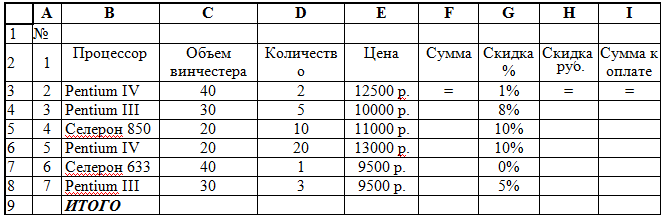 A B C D E F G H I
1 №
2 1 Процессор Объем винчестера Количество Цена Сумма Скидка % Скидка руб. Сумма к оплате
3 2 Pentium IV 40 2 12500 р. = 1% = =
4 3 Pentium III 30 5 10000 р. 8%
5 4 Селерон 850 20 10 11000 р. 10%
6 5 Pentium IV 20 20 13000 р. 10%
7 6 Селерон 633 40 1 9500 р. 0%
8 7 Pentium III 30 3 9500 р. 5%
9 ИТОГО